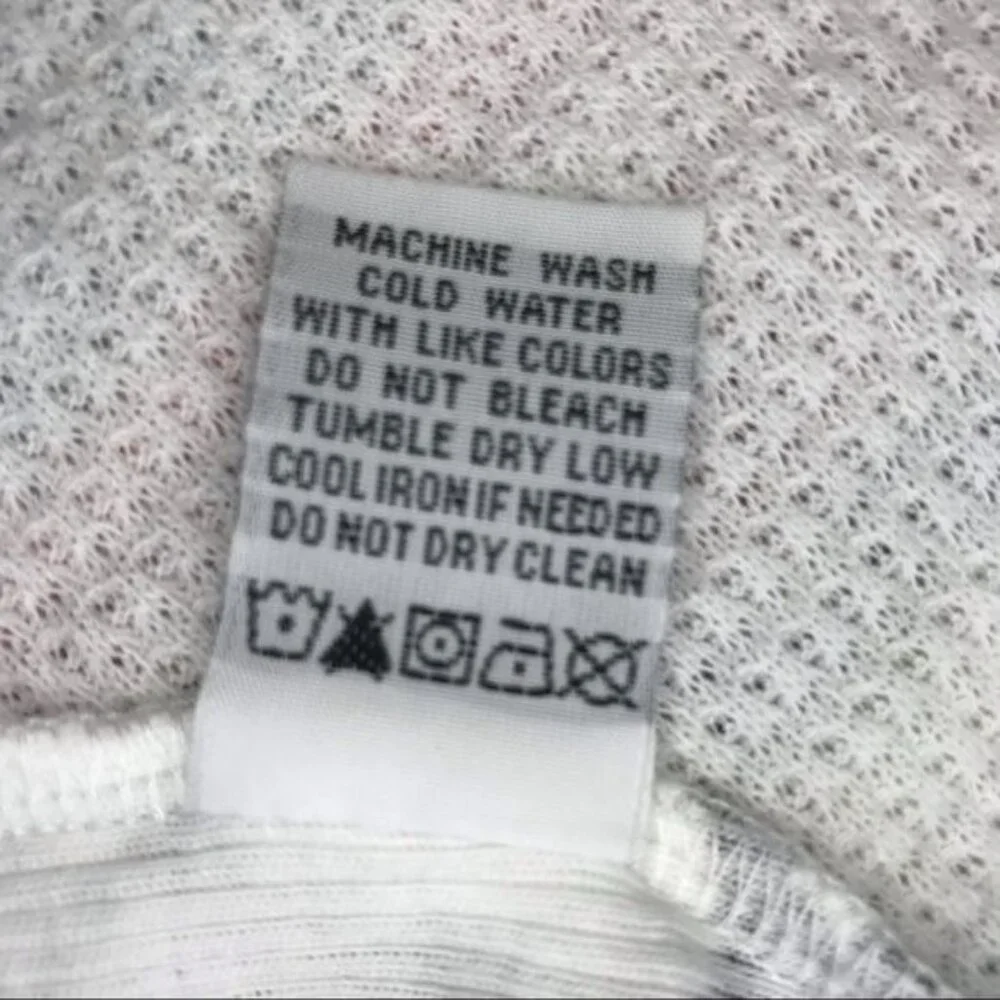 MACHINE WASH
COLD WATER
WITH LIKE COLORS
DO NOT BLEACH
TUMBLE DRY LOW
COOL IRON IF NEEDED
DO NOT DRY CLEAN